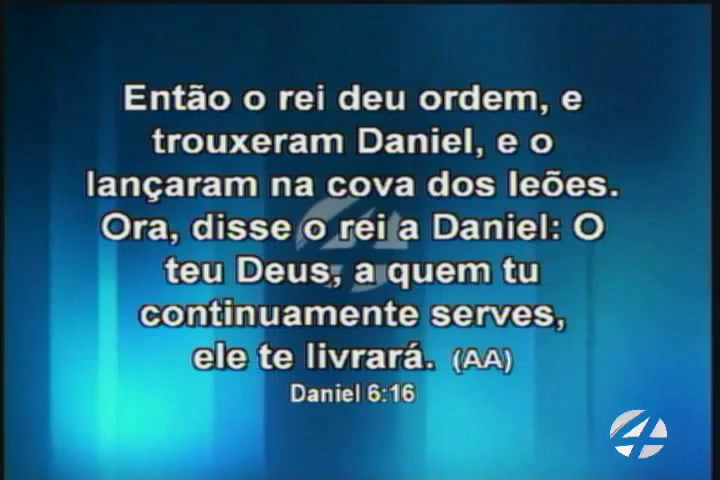 Então o rei deu ordem, e
trouxeram Daniel, e o
lançaram na cova dos leões.
Ora, disse o rei a Daniel: O
teu Deus, a quem tu
continuamente serves,
ele te livrará. (AA)
Daniel 6:16
4